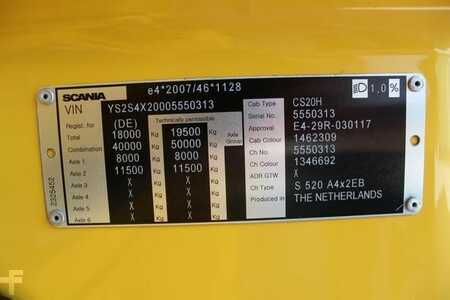 e4*2007/46*1128
SCANIA
VIN YS2S4X20005550313
1,0%
Regist. for (DE) Technically permissible
Total 18000 Kg 19500 Kg
Combination 40000 Kg 50000 Kg Axle Group
Axle 1 8000 Kg 8000 Kg
Axle 2 11500 Kg 11500 Kg
Axle 3 X Kg X Kg
Axle 4 X Kg X Kg
Axle 5 X Kg X Kg
Axle 6 X Kg X Kg
Cab Type CS20H
Serial Number 5550313
Approval E4-29R-030117
Cab Colour 1462309
Ch No. 5550313
Ch Colour 1346692
ADR GTW X
Ch Type S 520 A4x2EB
Produced in THE NETHERLANDS
2325452